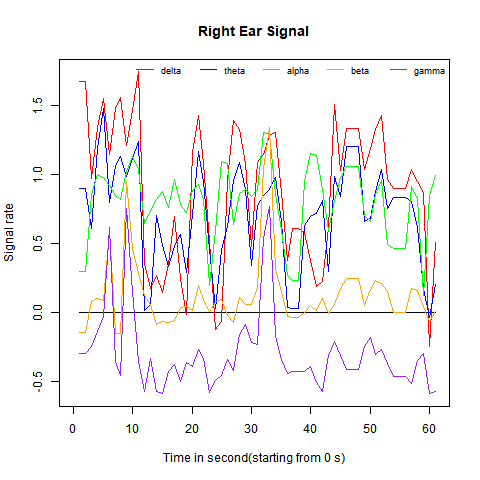 Right Ear Signal
delta theta alpha beta gamma
Signal rate
1.5
1.0
0.5
0.0
-0.5
0 10 20 30 40 50 60
Time in second(starting from 0 s)